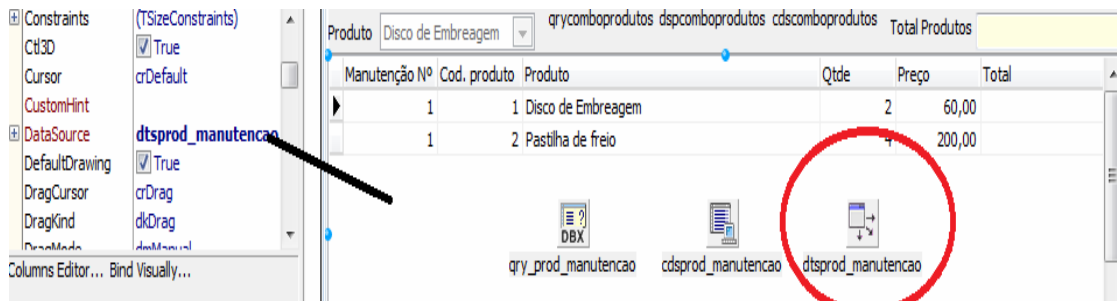 Constraints (TSizeConstraints)
Ctl3D True
Cursor crDefault
CustomHint
DataSource dtsprod_manutencao
DefaultDrawing True
DragCursor crDrag
DragKind dkDrag
DragMode dmManual
Columns Editor... Bind Visually...
Produto Disco de Embreagem qrycomboprodutos dspcomboprodutos cdscomboprodutos Total Produtos
Manutenção Nº Cod. produto Produto Qtde Preço Total
1 1 Disco de Embreagem 2 60,00
1 2 Pastilha de freio 4 200,00
DBX
qry_prod_manutencao cdsprod_manutencao dtsprod_manutencao